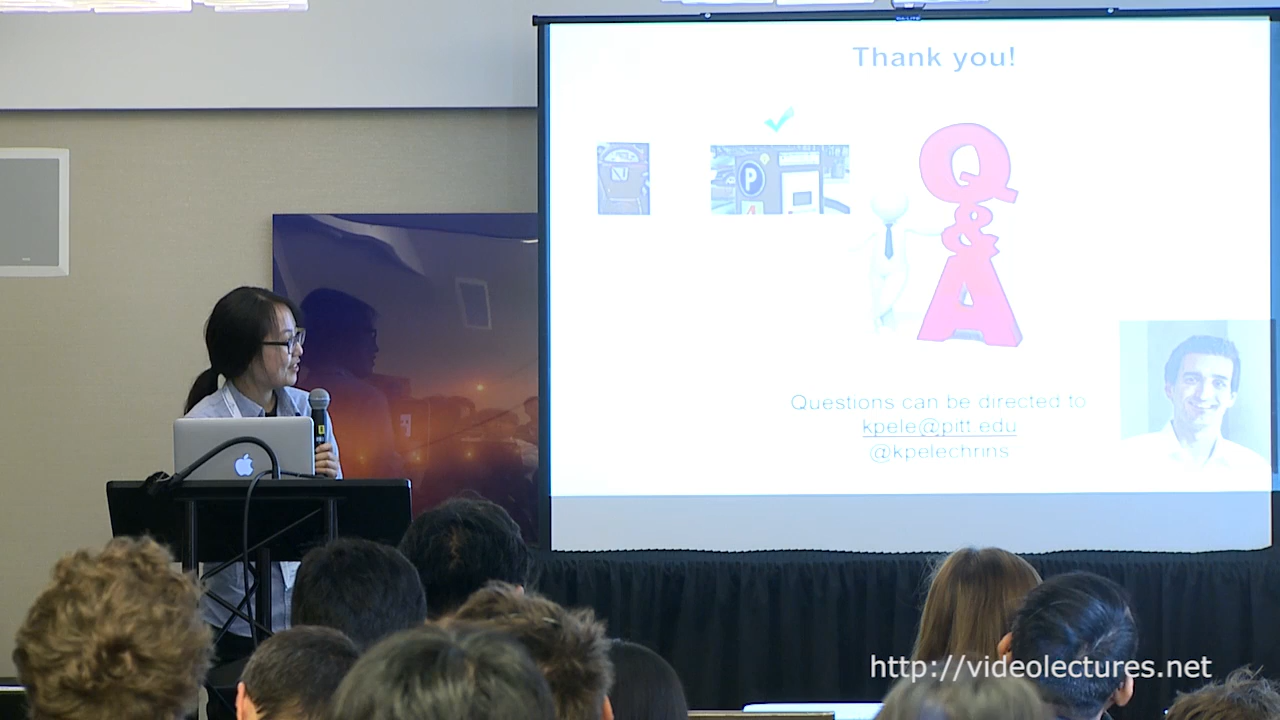 Thank you!
P
Q
&
A
Questions can be directed to
kpele@pitt.edu
@kpelechrins
http://videolectures.net